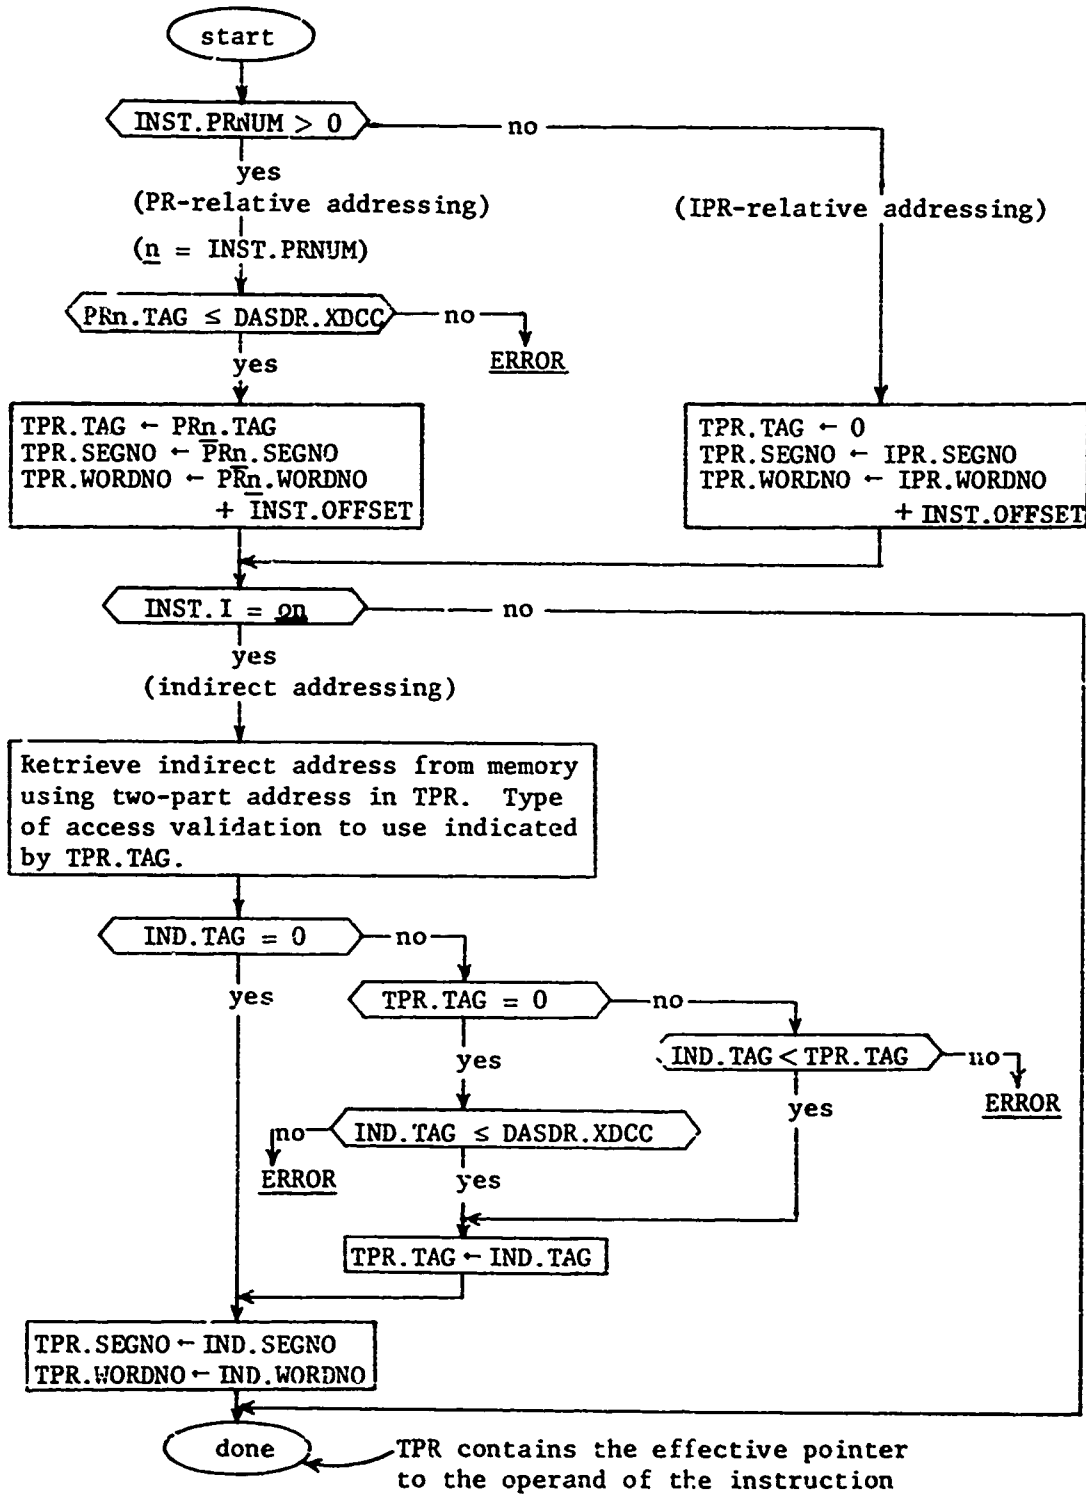 start
INST.PRNUM > 0
no
yes
(PR-relative addressing)
(IPR-relative addressing)
(n = INST.PRNUM)
PRn.TAG ≤ DASDR.XDCC
no
ERROR
yes
TPR.TAG ← PRn.TAG
TPR.SEGNO ← PRn.SEGNO
TPR.WORDNO ← PRn.WORDNO
+ INST.OFFSET
TPR.TAG ← 0
TPR.SEGNO ← IPR.SEGNO
TPR.WORDNO ← IPR.WORDNO
+ INST.OFFSET
INST.I = on
no
yes
(indirect addressing)
Retrieve indirect address from memory
using two-part address in TPR. Type
of access validation to use indicated
by TPR.TAG.
IND.TAG = 0
no
yes
TPR.TAG = 0
no
yes
IND.TAG < TPR.TAG
no
ERROR
yes
IND.TAG ≤ DASDR.XDCC
no
ERROR
yes
TPR.TAG ← IND.TAG
TPR.SEGNO ← IND.SEGNO
TPR.WORDNO ← IND.WORDNO
done
TPR contains the effective pointer
to the operand of the instruction